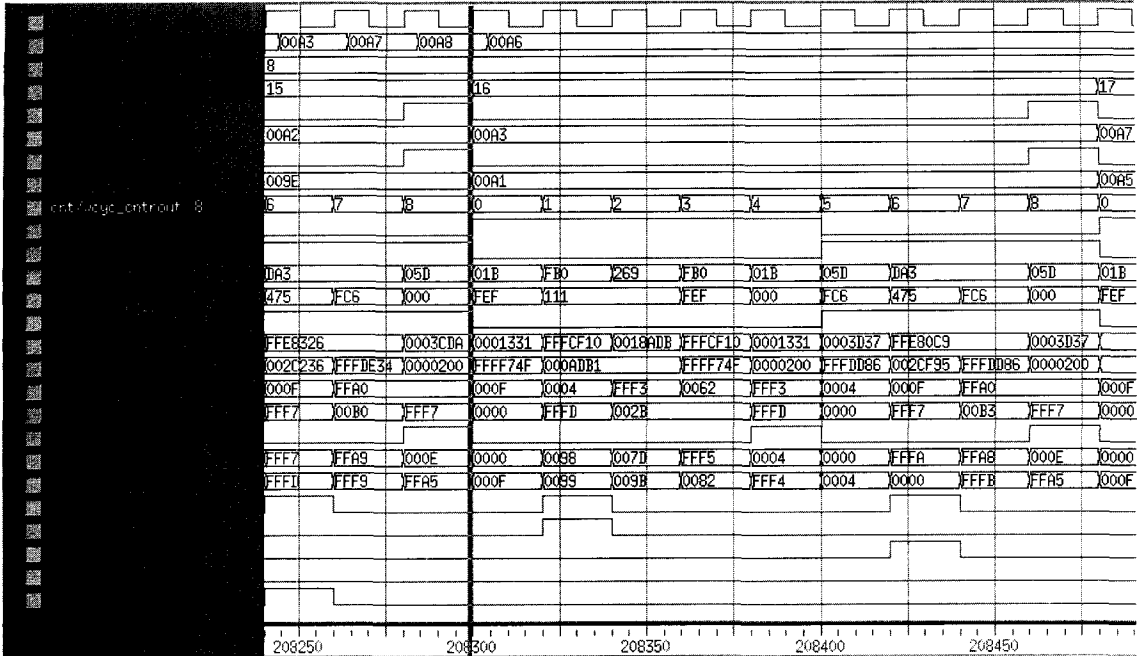 00A3 00A7 00A8 00A6
8
15 16 17
00A2 00A3 00A7
009E 00A1 00A5
8 6 7 8 0 1 2 3 4 5 6 7 8 0
DA3 05D 01B FB0 269 FB0 01B 05D DA3 05D 01B
475 FC6 000 FEF 111 FEF 000 FC6 475 FC6 000 FEF
FFE8326 0003CDA 0001331 FFFCF10 0018ADB FFFCF10 0001331 0003D37 FFE80C9 0003D37
002C236 FFFDE34 0000200 FFFF74F 000ADB1 FFFF74F 0000200 FFFDD86 002CF95 FFFDD86 0000200
000F FFA0 000F 0004 FFF3 0062 FFF3 0004 000F FFA0 000F
FFF7 00B0 FFF7 0000 FFFD 002B FFFD 0000 FFF7 00B3 FFF7 0000
FFF7 FFA9 000E 0000 0098 007D FFF5 0004 0000 FFFA FFA8 000E 0000
FFF9 FFA5 000F 0099 009B 0082 FFF4 0004 0000 FFFB FFA5 000F
208250 208300 208350 208400 208450